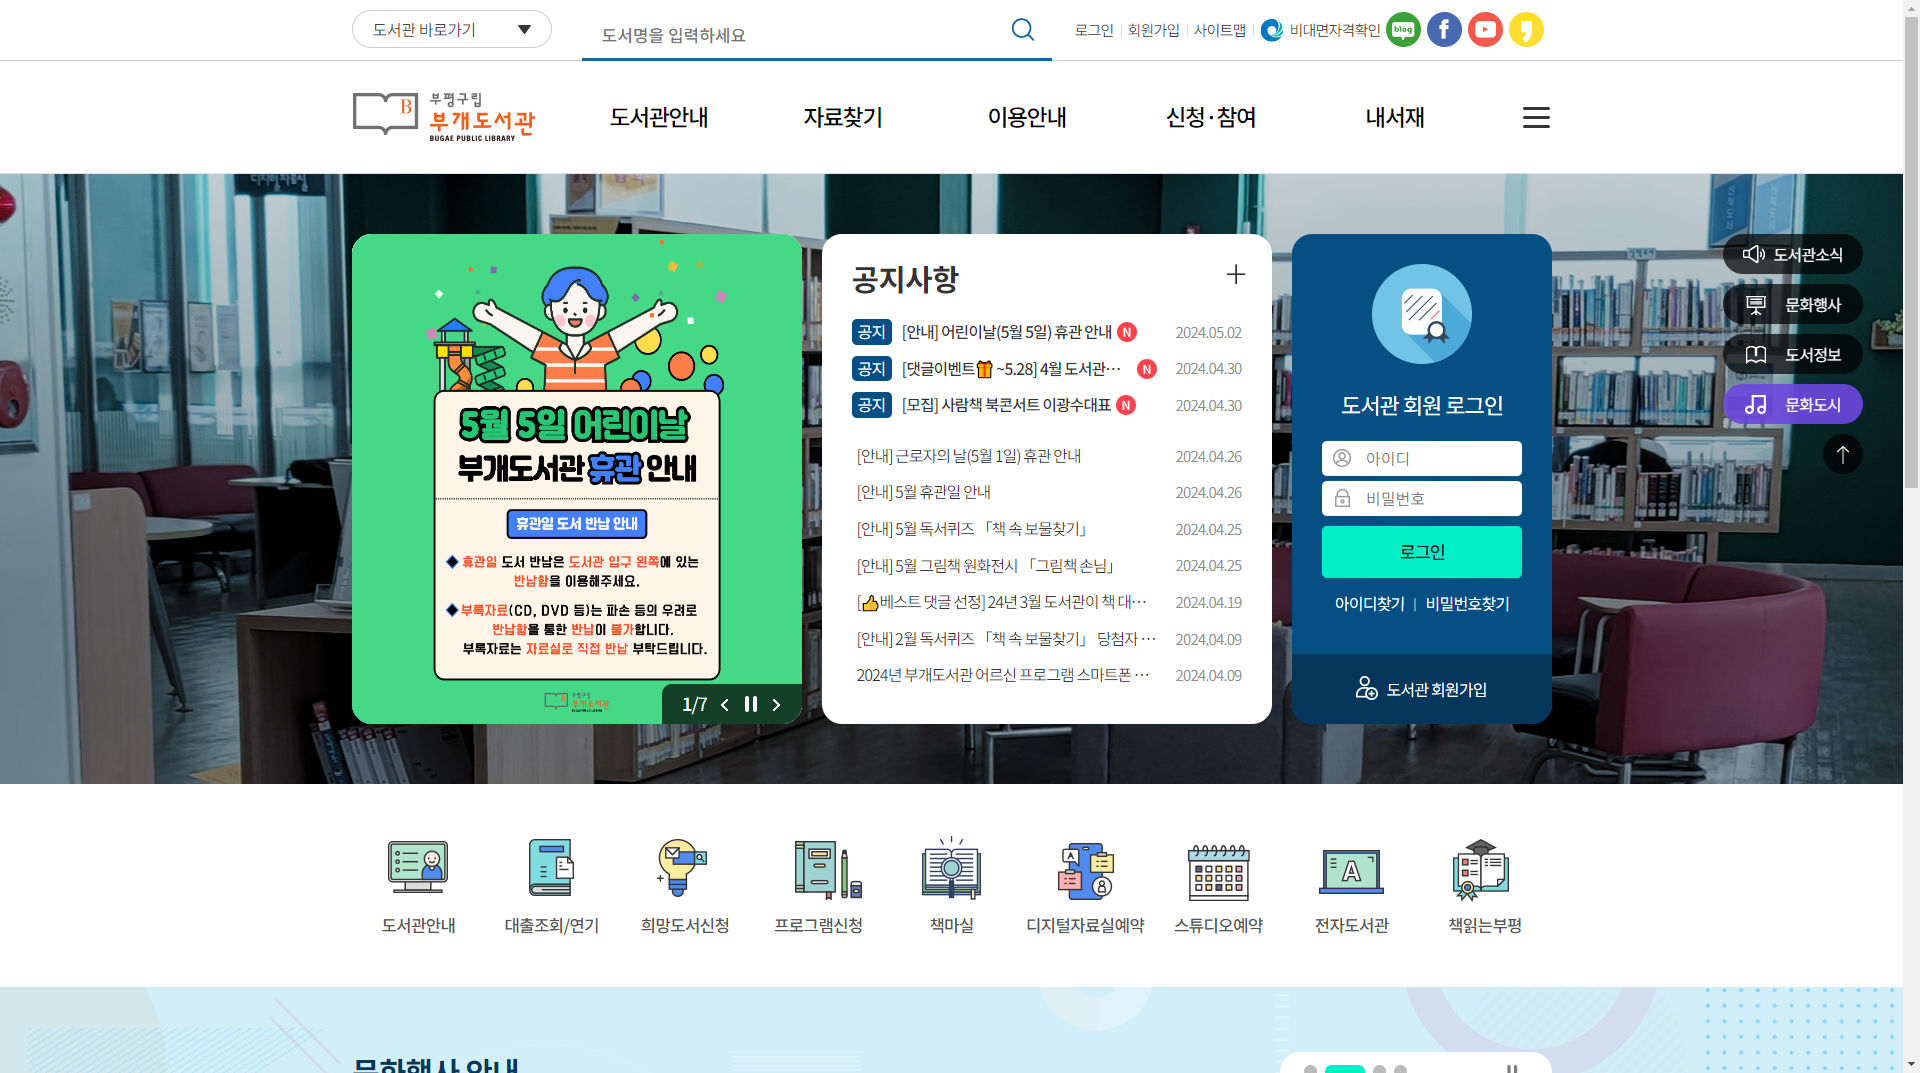 도서관 바로가기
도서명을 입력하세요
로그인
회원가입
사이트맵
비대면자격확인
blog
B
부평구립
부개도서관
BUGAE PUBLIC LIBRARY
도서관안내
자료찾기
이용안내
신청·참여
내서재
5월 5일 어린이날
부개도서관 휴관 안내
휴관일 도서 반납 안내
휴관일 도서 반납은 도서관 입구 왼쪽에 있는
반납함을 이용해주세요.
부록자료(CD, DVD 등)는 파손 등의 우려로
반납함을 통한 반납이 불가합니다.
부록자료는 자료실로 직접 반납 부탁드립니다.
부평구립
부개도서관
1/7
공지사항
공지 [안내] 어린이날(5월 5일) 휴관 안내 N 2024.05.02
공지 [댓글이벤트🎁 ~5.28] 4월 도서관··· N 2024.04.30
공지 [모집] 사람책 북콘서트 이광수대표 N 2024.04.30
[안내] 근로자의 날(5월 1일) 휴관 안내 2024.04.26
[안내] 5월 휴관일 안내 2024.04.26
[안내] 5월 독서퀴즈 「책 속 보물찾기」 2024.04.25
[안내] 5월 그림책 원화전시 「그림책 손님」 2024.04.25
[👍베스트 댓글 선정] 24년 3월 도서관이 책 대··· 2024.04.19
[안내] 2월 독서퀴즈 「책 속 보물찾기」 당첨자 ··· 2024.04.09
2024년 부개도서관 어르신 프로그램 스마트폰 ··· 2024.04.09
도서관 회원 로그인
아이디
비밀번호
로그인
아이디찾기
비밀번호찾기
도서관 회원가입
도서관소식
문화행사
도서정보
문화도시
도서관안내
대출조회/연기
희망도서신청
프로그램신청
책마실
디지털자료실예약
스튜디오예약
전자도서관
책읽는부평
문화행사 안내